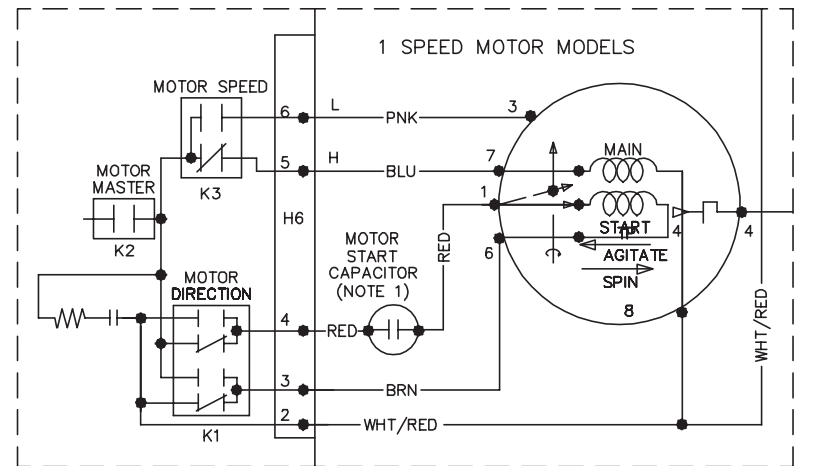 1 SPEED MOTOR MODELS
MOTOR SPEED
6
L
PNK
3
MOTOR
MASTER
K3
5
H
BLU
7
MAIN
K2
H6
1
START
4
4
MOTOR
START
CAPACITOR
(NOTE 1)
RED
6
AGITATE
SPIN
MOTOR
DIRECTION
8
4
RED
WHT/RED
3
BRN
K1
2
WHT/RED